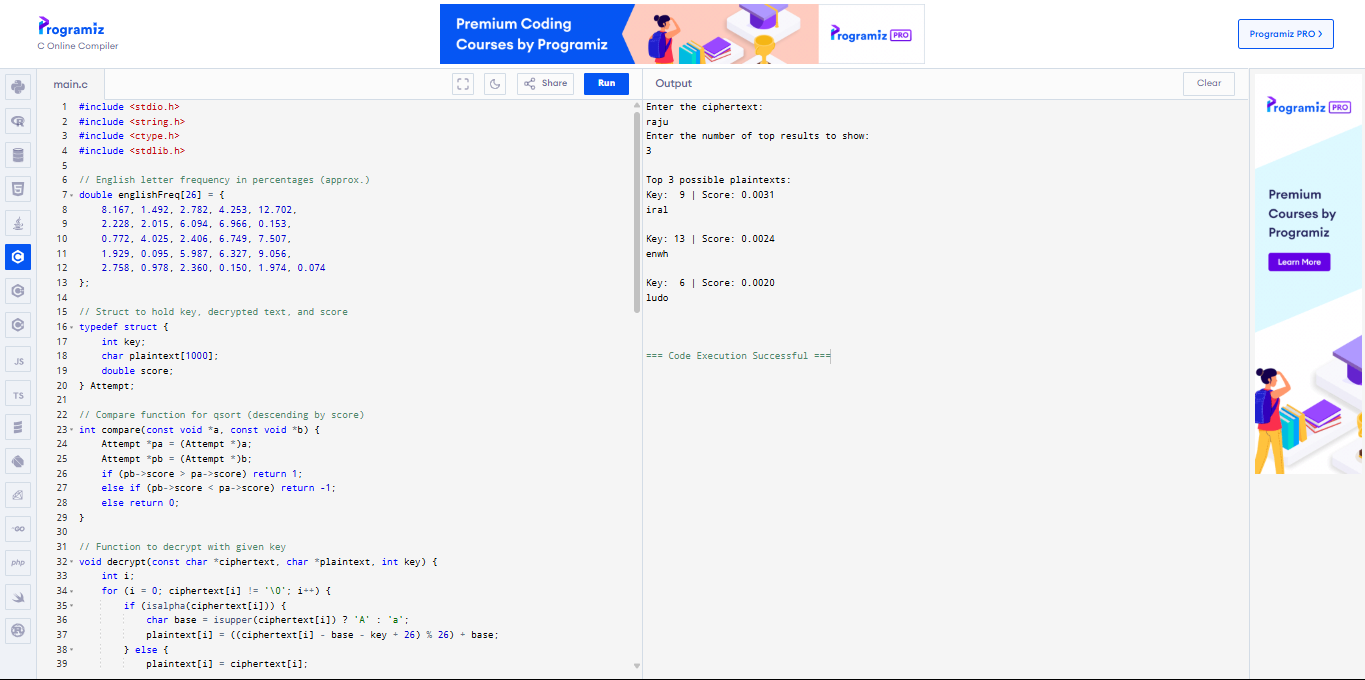 Programiz
C Online Compiler
Premium Coding
Courses by Programiz
Programiz PRO
Programiz PRO >
main.c
Share
Run
Output
Clear
1 #include <stdio.h>
2 #include <string.h>
3 #include <ctype.h>
4 #include <stdlib.h>
5
6 // English letter frequency in percentages (approx.)
7 double englishFreq[26] = {
8     8.167, 1.492, 2.782, 4.253, 12.702,
9     2.228, 2.015, 6.094, 6.966, 0.153,
10     0.772, 4.025, 2.406, 6.749, 7.507,
11     1.929, 0.095, 5.987, 6.327, 9.056,
12     2.758, 0.978, 2.360, 0.150, 1.974, 0.074
13 };
14
15 // Struct to hold key, decrypted text, and score
16 typedef struct {
17     int key;
18     char plaintext[1000];
19     double score;
20 } Attempt;
21
22 // Compare function for qsort (descending by score)
23 int compare(const void *a, const void *b) {
24     Attempt *pa = (Attempt *)a;
25     Attempt *pb = (Attempt *)b;
26     if (pb->score > pa->score) return 1;
27     else if (pb->score < pa->score) return -1;
28     else return 0;
29 }
30
31 // Function to decrypt with given key
32 void decrypt(const char *ciphertext, char *plaintext, int key) {
33     int i;
34     for (i = 0; ciphertext[i] != '\0'; i++) {
35         if (isalpha(ciphertext[i])) {
36             char base = isupper(ciphertext[i]) ? 'A' : 'a';
37             plaintext[i] = ((ciphertext[i] - base - key + 26) % 26) + base;
38         } else {
39             plaintext[i] = ciphertext[i];
Enter the ciphertext:
raju
Enter the number of top results to show:
3
Top 3 possible plaintexts:
Key:  9 | Score: 0.0031
iral
Key: 13 | Score: 0.0024
enwh
Key:  6 | Score: 0.0020
ludo
=== Code Execution Successful ===
Programiz PRO
Premium
Courses by
Programiz
Learn More
JS
TS
GO
php